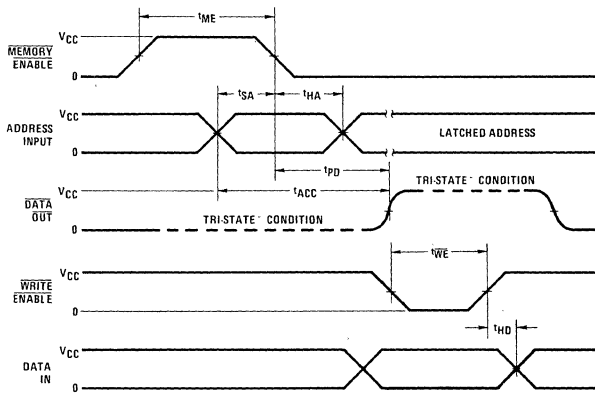 tME
VCC
MEMORY
ENABLE
0
tSA
tHA
VCC
ADDRESS
INPUT
LATCHED ADDRESS
0
tPD
tACC
TRI-STATE CONDITION
VCC
DATA
OUT
TRI-STATE CONDITION
0
tWE
VCC
WRITE
ENABLE
0
tHD
VCC
DATA
IN
0